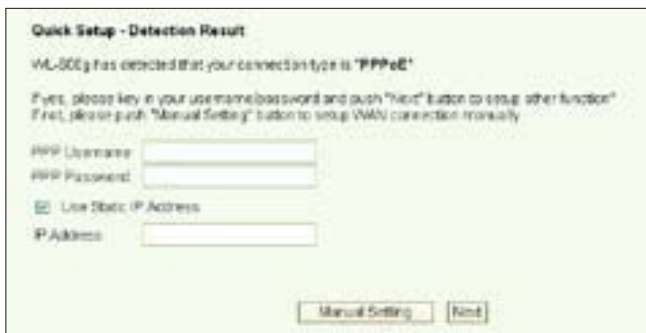 Quick Setup - Detection Result
WL-500g has detected that your connection type is "PPPoE"
If yes, please key in your username/password and push "Next" button to setup other function"
If not, please push "Manual Setting" button to setup WAN connection manually
PPP Username
PPP Password
Use Static IP Address
IP Address
Manual Setting Next